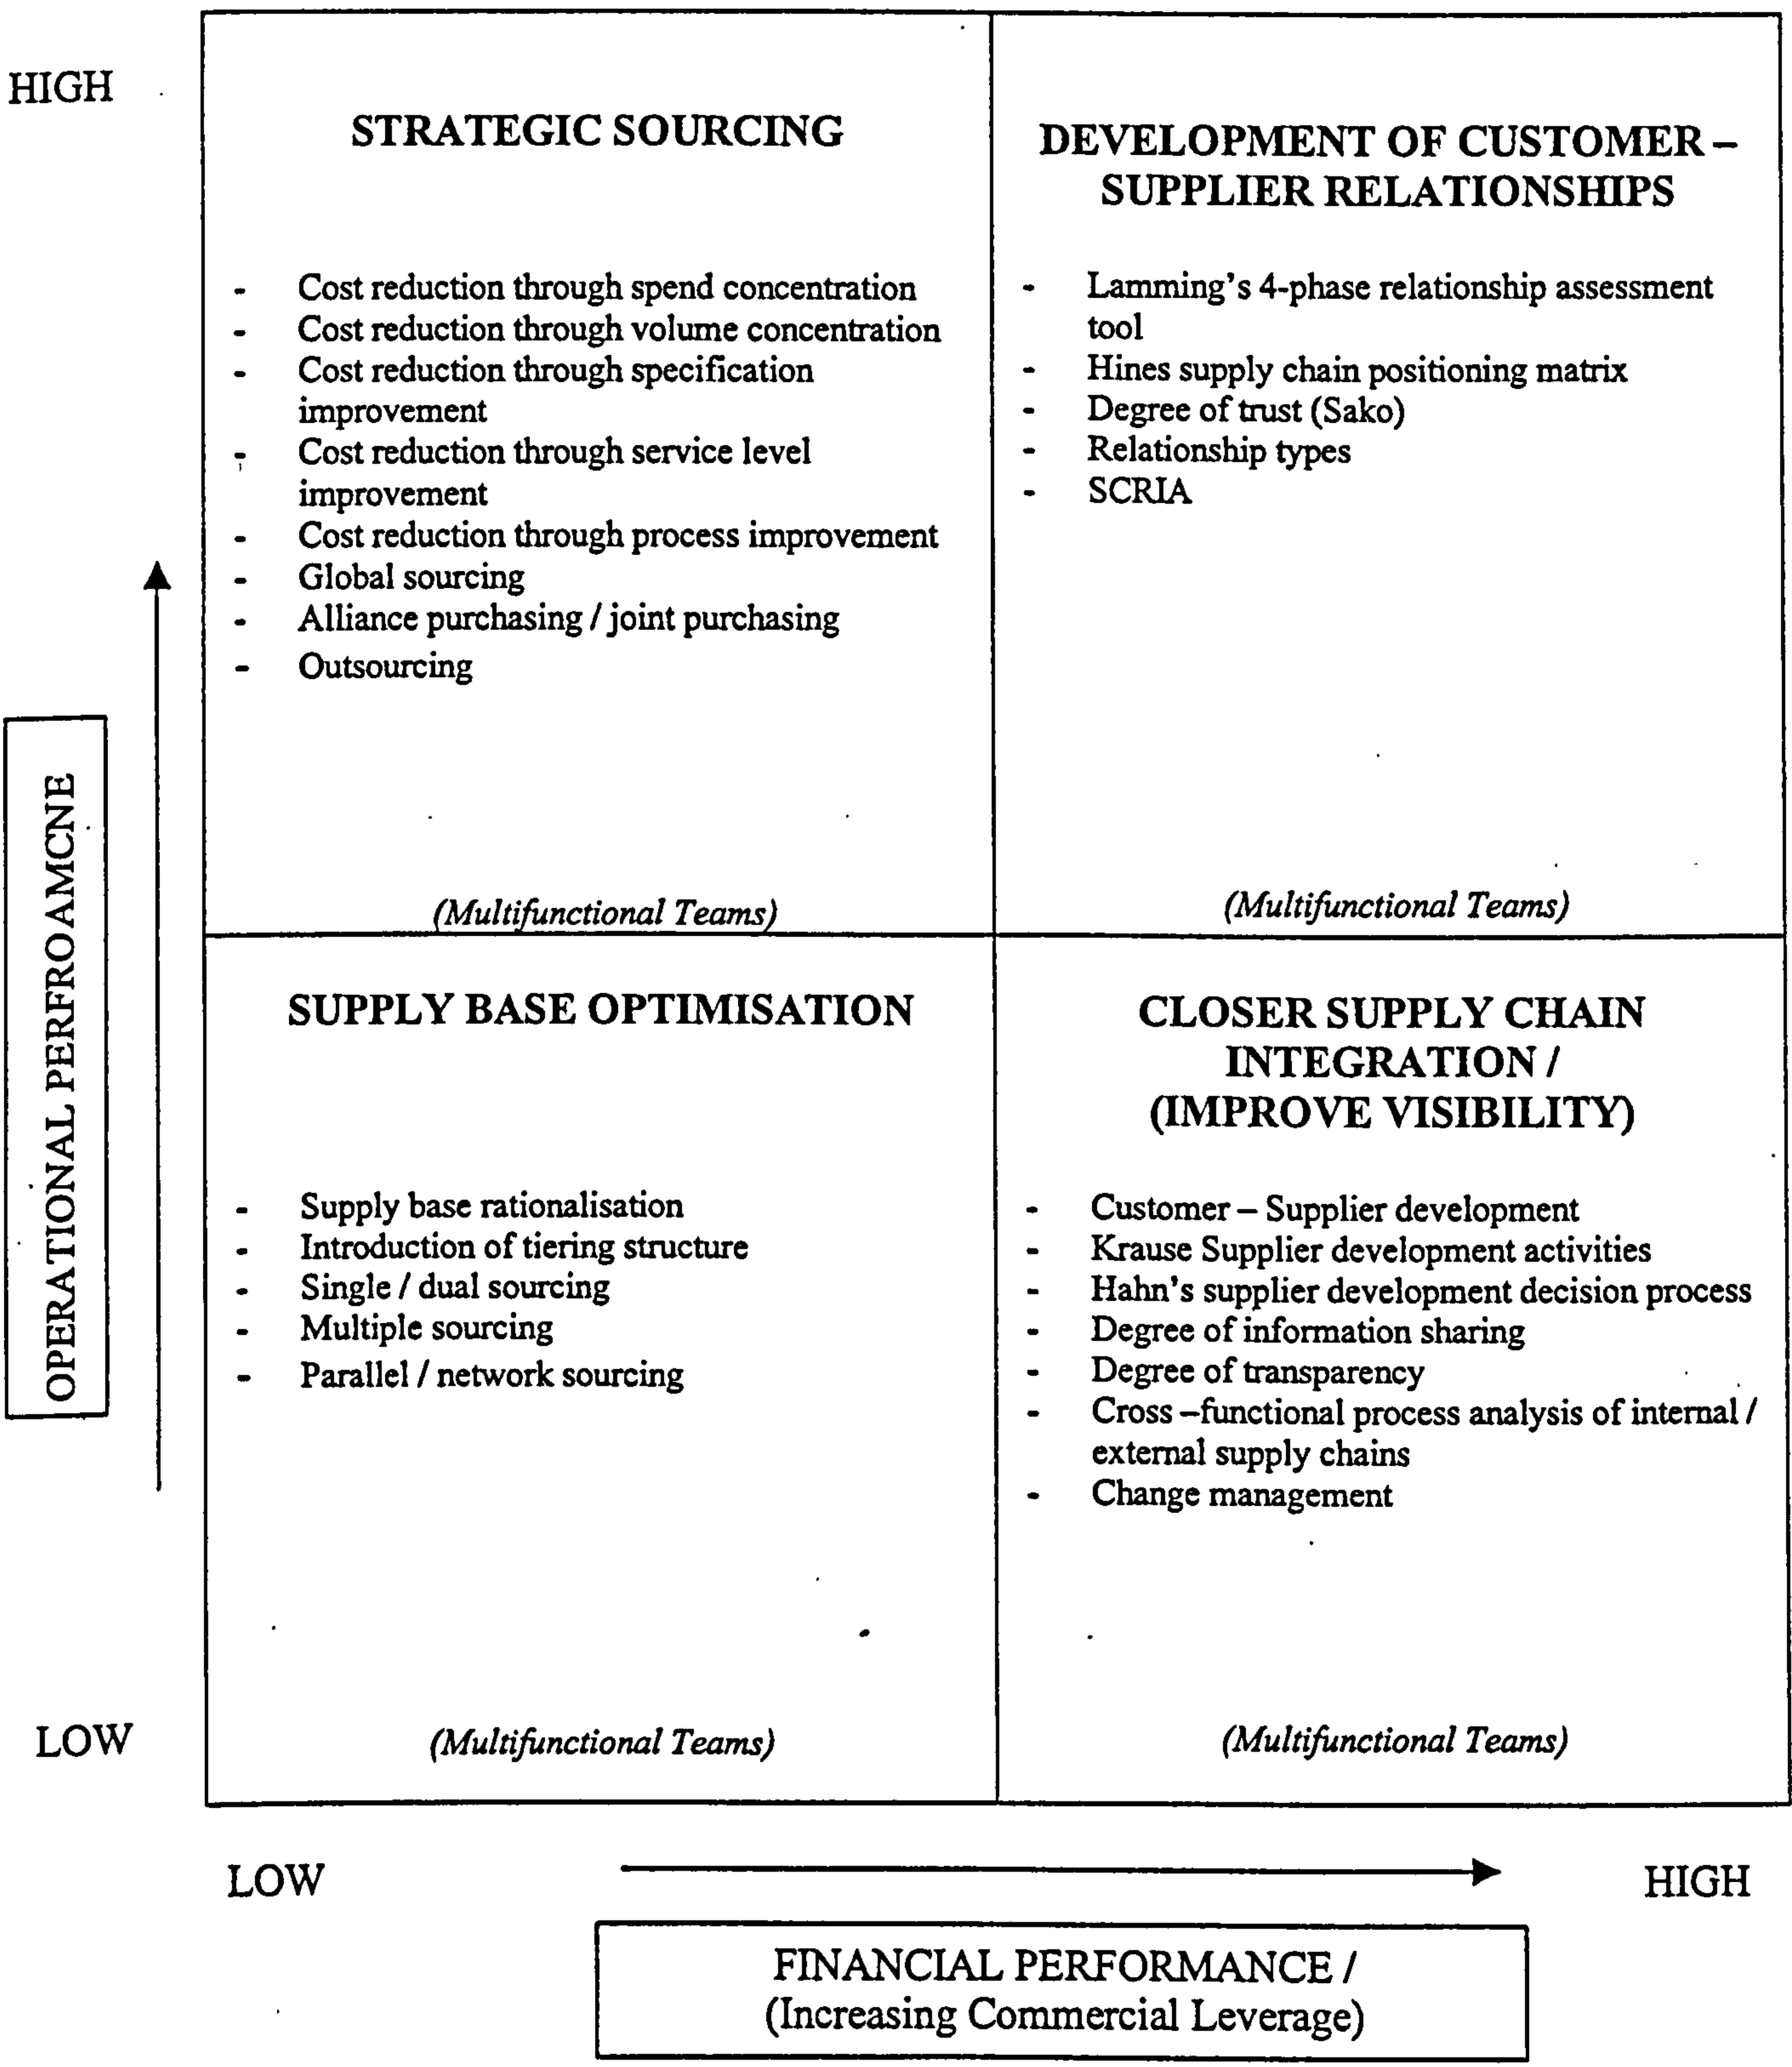 HIGH
STRATEGIC SOURCING
- Cost reduction through spend concentration
- Cost reduction through volume concentration
- Cost reduction through specification
improvement
- Cost reduction through service level
improvement
- Cost reduction through process improvement
- Global sourcing
- Alliance purchasing / joint purchasing
- Outsourcing
(Multifunctional Teams)
DEVELOPMENT OF CUSTOMER –
SUPPLIER RELATIONSHIPS
- Lamming's 4-phase relationship assessment
tool
- Hines supply chain positioning matrix
- Degree of trust (Sako)
- Relationship types
- SCRIA
(Multifunctional Teams)
OPERATIONAL PERFROAMCNE
SUPPLY BASE OPTIMISATION
- Supply base rationalisation
- Introduction of tiering structure
- Single / dual sourcing
- Multiple sourcing
- Parallel / network sourcing
(Multifunctional Teams)
CLOSER SUPPLY CHAIN
INTEGRATION /
(IMPROVE VISIBILITY)
- Customer – Supplier development
- Krause Supplier development activities
- Hahn's supplier development decision process
- Degree of information sharing
- Degree of transparency
- Cross –functional process analysis of internal /
external supply chains
- Change management
(Multifunctional Teams)
LOW
LOW
HIGH
FINANCIAL PERFORMANCE /
(Increasing Commercial Leverage)